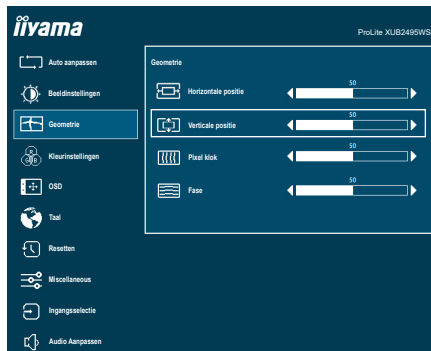 iiyama
ProLite XUB2495WS
Auto aanpassen
Beeldinstellingen
Geometrie
Kleurinstellingen
OSD
Taal
Resetten
Miscellaneous
Ingangsselectie
Audio Aanpassen
Geometrie
Horizontale positie
50
Verticale positie
50
Pixel klok
50
Fase
50
R
G B